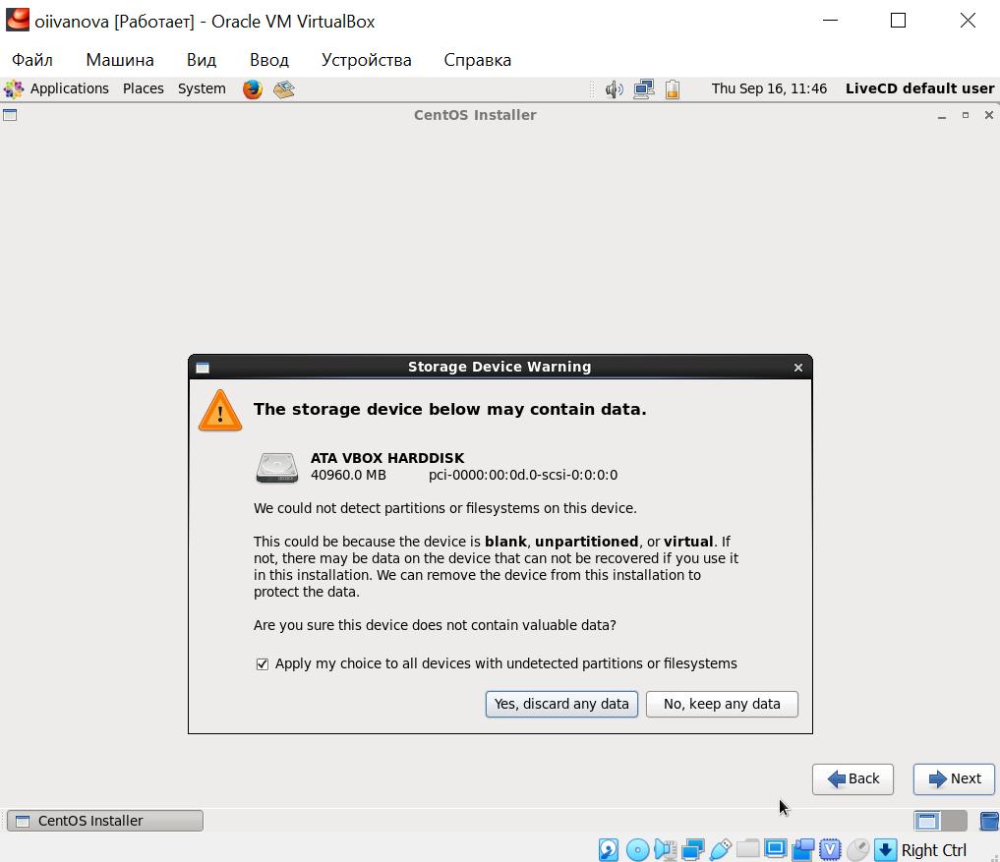 oiivanova [Работает] - Oracle VM VirtualBox
Файл Машина Вид Ввод Устройства Справка
Applications Places System Thu Sep 16, 11:46 LiveCD default user
CentOS Installer
Storage Device Warning
The storage device below may contain data.
ATA VBOX HARDDISK
40960.0 MB pci-0000:00:0d.0-scsi-0:0:0:0
We could not detect partitions or filesystems on this device.
This could be because the device is blank, unpartitioned, or virtual. If
not, there may be data on the device that can not be recovered if you use it
in this installation. We can remove the device from this installation to
protect the data.
Are you sure this device does not contain valuable data?
Apply my choice to all devices with undetected partitions or filesystems
Yes, discard any data No, keep any data
Back Next
CentOS Installer
Right Ctrl